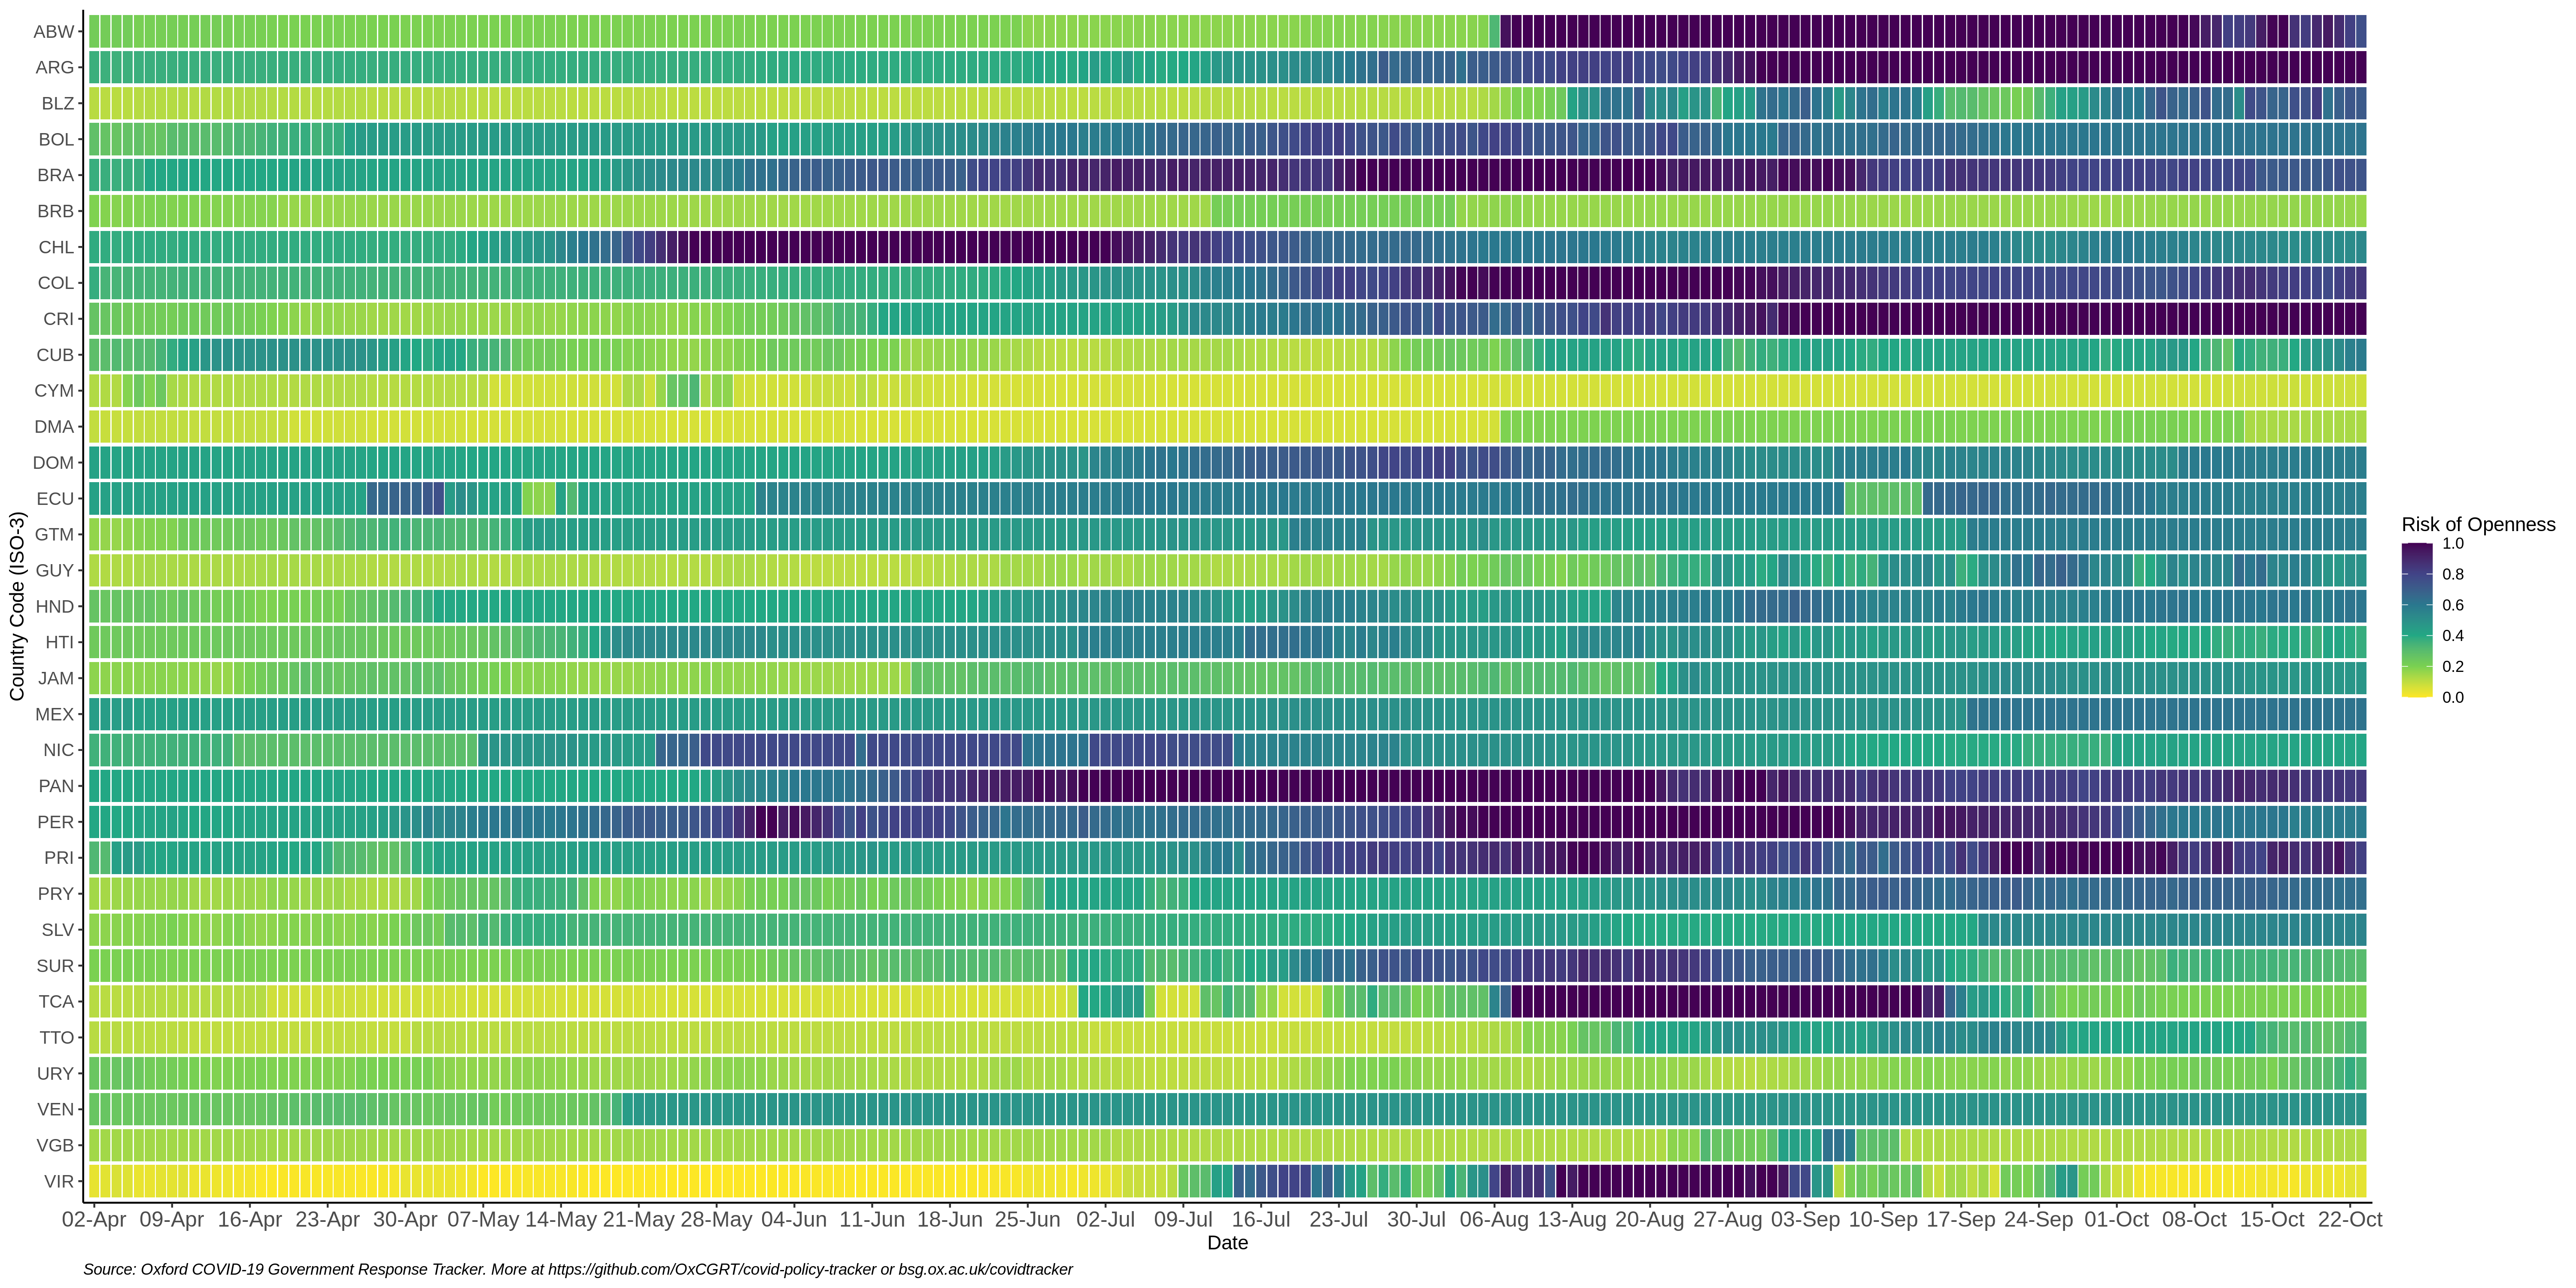 ABW
ARG
BLZ
BOL
BRA
BRB
CHL
COL
CRI
CUB
CYM
DMA
DOM
ECU
GTM
GUY
HND
HTI
JAM
MEX
NIC
PAN
PER
PRI
PRY
SLV
SUR
TCA
TTO
URY
VEN
VGB
VIR
Country Code (ISO-3)
02-Apr 09-Apr 16-Apr 23-Apr 30-Apr 07-May 14-May 21-May 28-May 04-Jun 11-Jun 18-Jun 25-Jun 02-Jul 09-Jul 16-Jul 23-Jul 30-Jul 06-Aug 13-Aug 20-Aug 27-Aug 03-Sep 10-Sep 17-Sep 24-Sep 01-Oct 08-Oct 15-Oct 22-Oct
Date
Risk of Openness
1.0
0.8
0.6
0.4
0.2
0.0
Source: Oxford COVID-19 Government Response Tracker. More at https://github.com/OxCGRT/covid-policy-tracker or bsg.ox.ac.uk/covidtracker